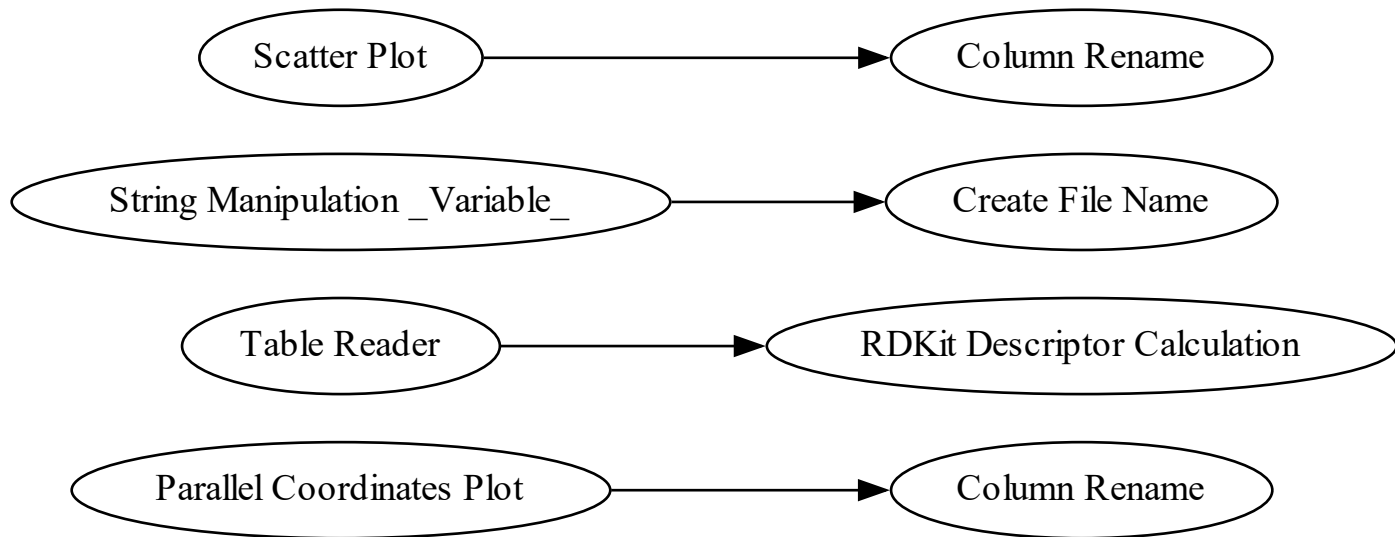 Scatter Plot
Column Rename
String Manipulation _Variable_
Create File Name
Table Reader
RDKit Descriptor Calculation
Parallel Coordinates Plot
Column Rename